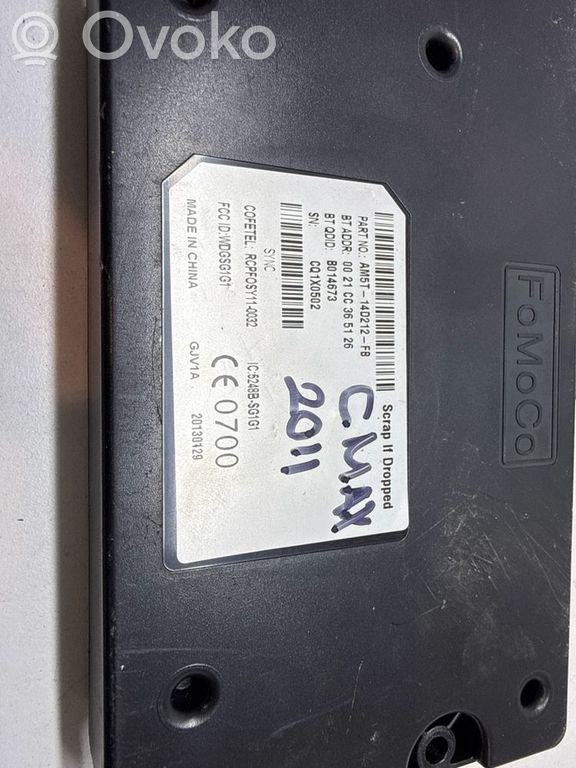 Ovoko
FoMoCo
Scrap If Dropped
PART NO.: AM5T-14D212-FB
BT ADDR: 00 21 CC 36 51 26
BT QDID: B014673
SN: CQ1X0502
SYNC
COFETEL: RCPFOSY11-0032 IC:5248B-SG1G1
FCC ID:WDGSG1G1 CE 0700
MADE IN CHINA GJV1A 20130129
C.MAX
2011